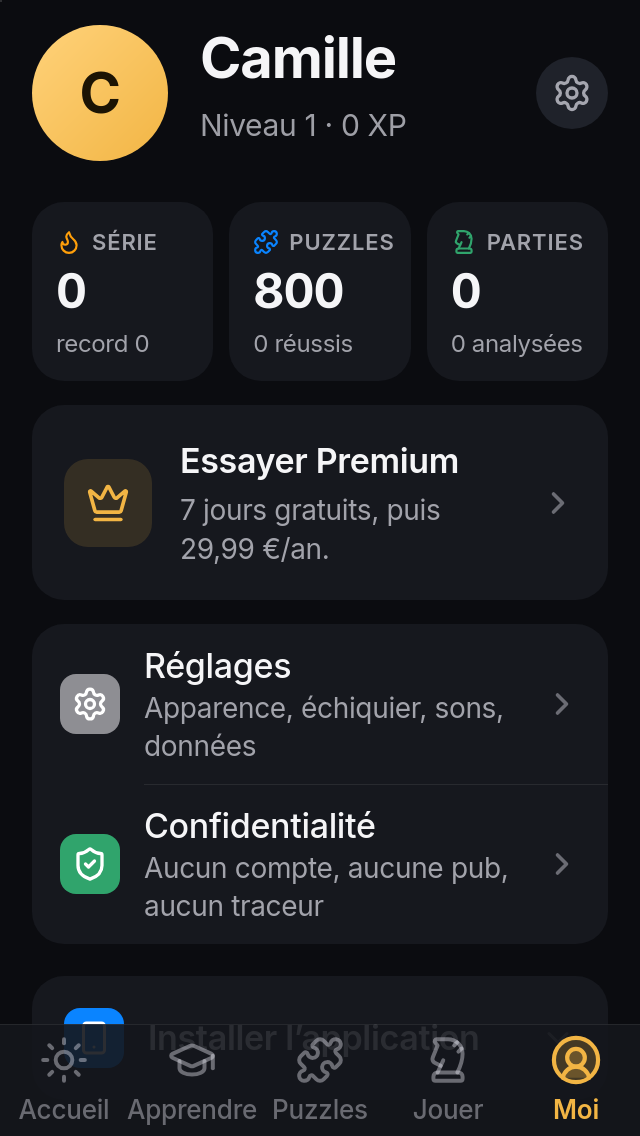 C
Camille
Niveau 1 · 0 XP
SÉRIE
0
record 0
PUZZLES
800
0 réussis
PARTIES
0
0 analysées
Essayer Premium
7 jours gratuits, puis
29,99 €/an.
Réglages
Apparence, échiquier, sons,
données
Confidentialité
Aucun compte, aucune pub,
aucun traceur
Installer l’application
Accueil
Apprendre
Puzzles
Jouer
Moi